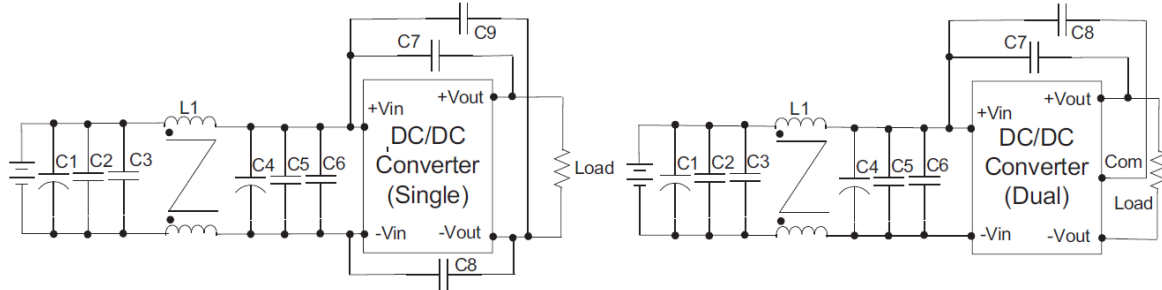 C9
C7
L1
+Vin
+Vout
DC/DC
Converter
(Single)
C1
C2
C3
C4
C5
C6
Load
-Vin
-Vout
C8
C8
C7
L1
+Vin
+Vout
DC/DC
Converter
(Dual)
Com
C1
C2
C3
C4
C5
C6
Load
-Vin
-Vout